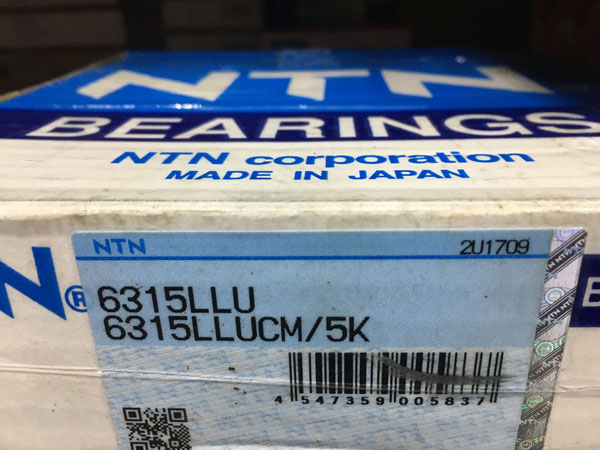 NTN
BEARINGS
NTN corporation
MADE IN JAPAN
NTN 2U1709
N® 6315LLU
6315LLUCM/5K
4 547359 005837